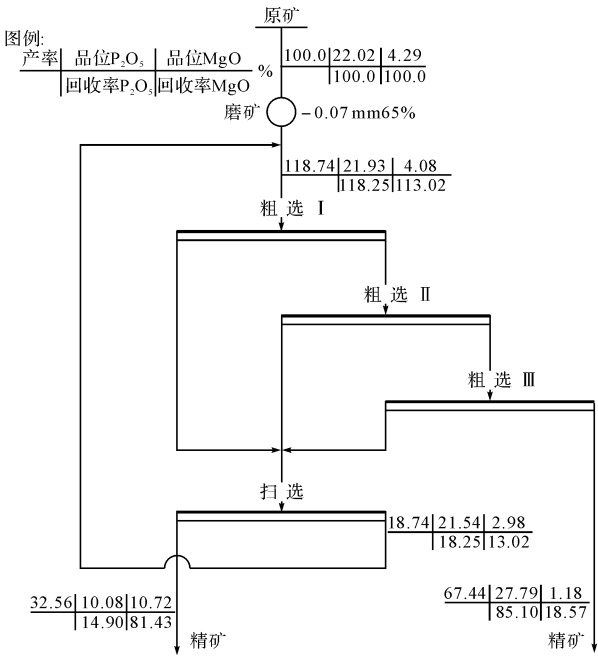 原矿
图例:
产率 品位P₂O₅ 品位MgO
回收率P₂O₅ 回收率MgO
%
100.0 22.02 4.29
100.0 100.0
磨矿
-0.07 mm65%
118.74 21.93 4.08
118.25 113.02
粗 选 Ⅰ
粗 选 Ⅱ
粗 选 Ⅲ
扫 选
18.74 21.54 2.98
18.25 13.02
32.56 10.08 10.72
14.90 81.43
精矿
67.44 27.79 1.18
85.10 18.57
精矿